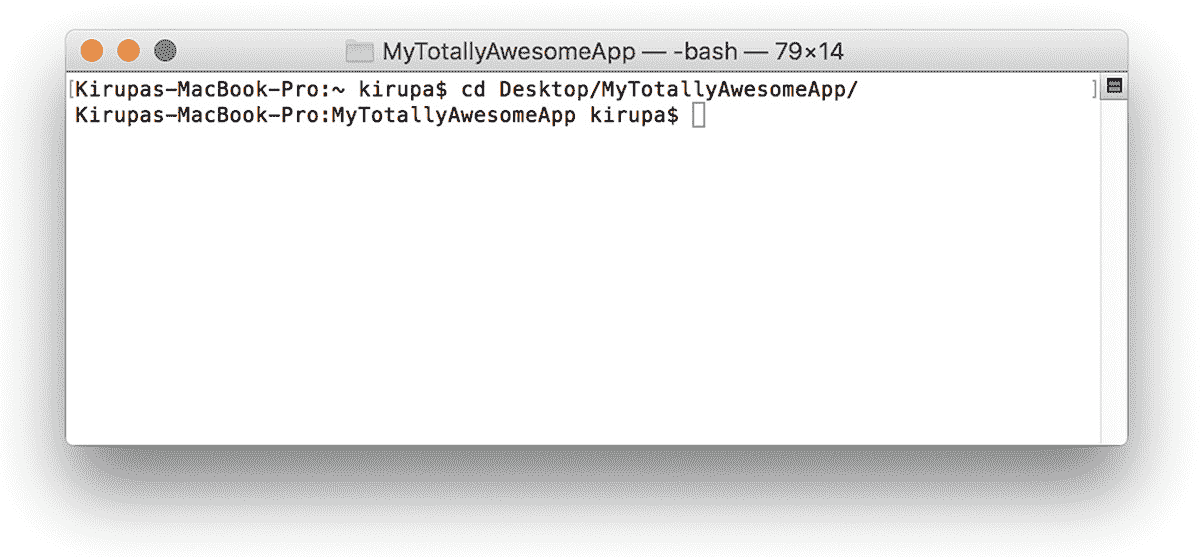 MyTotallyAwesomeApp — -bash — 79×14
[Kirupas-MacBook-Pro:~ kirupa$ cd Desktop/MyTotallyAwesomeApp/ ]
Kirupas-MacBook-Pro:MyTotallyAwesomeApp kirupa$